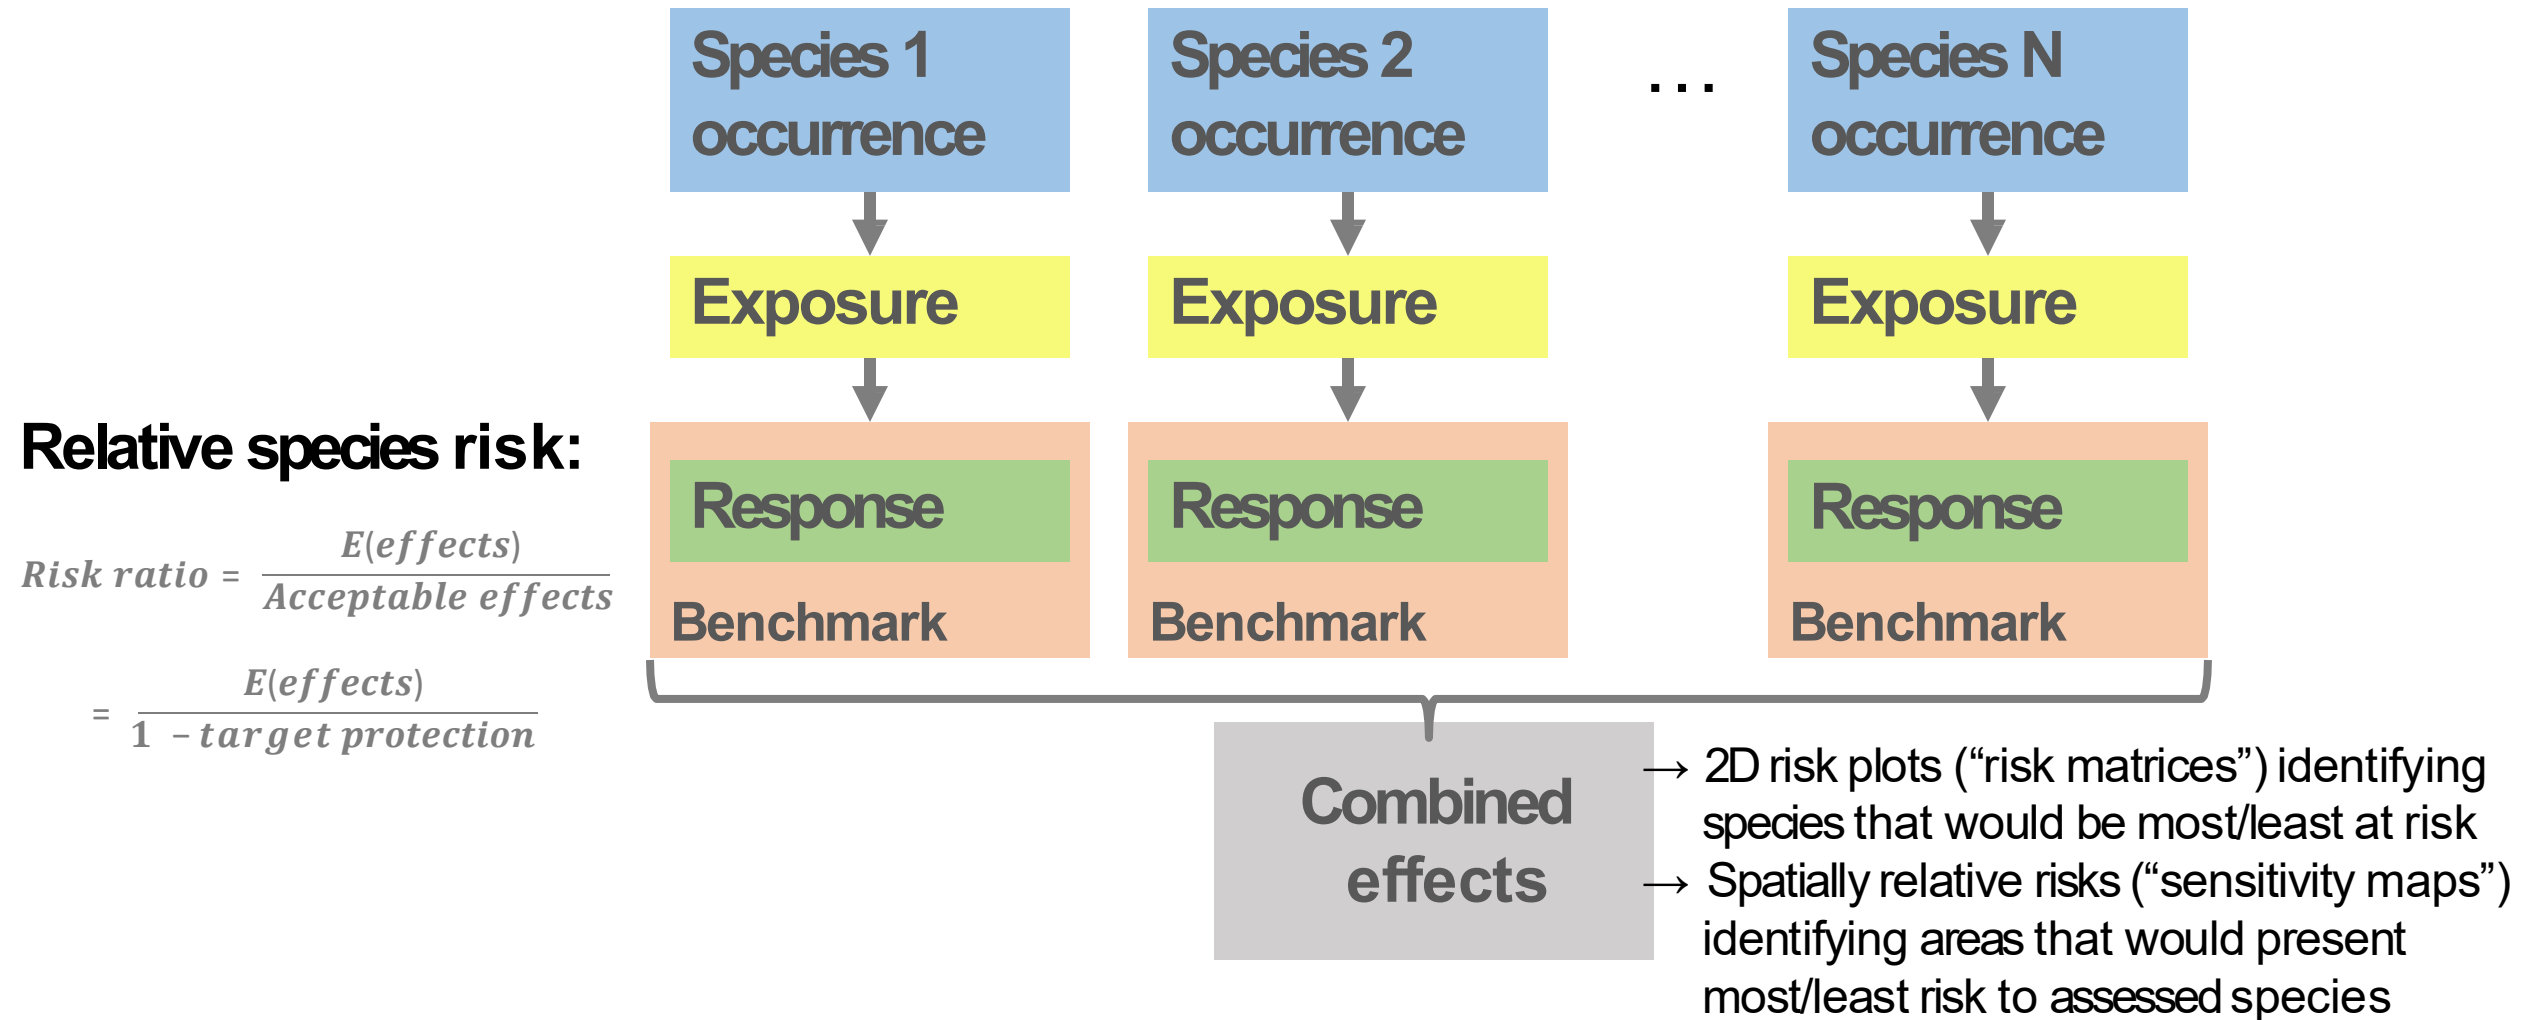 Species 1
occurrence
Species 2
occurrence
...
Species N
occurrence
Exposure
Exposure
Exposure
Relative species risk:
Risk ratio = E(effects) / Acceptable effects
= E(effects) / 1 - target protection
Response
Benchmark
Response
Benchmark
Response
Benchmark
Combined
effects
→ 2D risk plots (“risk matrices”) identifying
species that would be most/least at risk
→ Spatially relative risks (“sensitivity maps”)
identifying areas that would present
most/least risk to assessed species